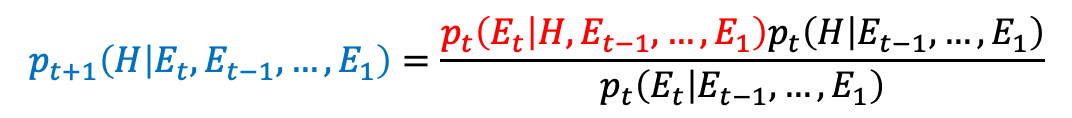 p_{t+1}(H|E_t, E_{t-1}, …, E_1) = \frac{p_t(E_t|H, E_{t-1}, …, E_1)p_t(H|E_{t-1}, …, E_1)}{p_t(E_t|E_{t-1}, …, E_1)}